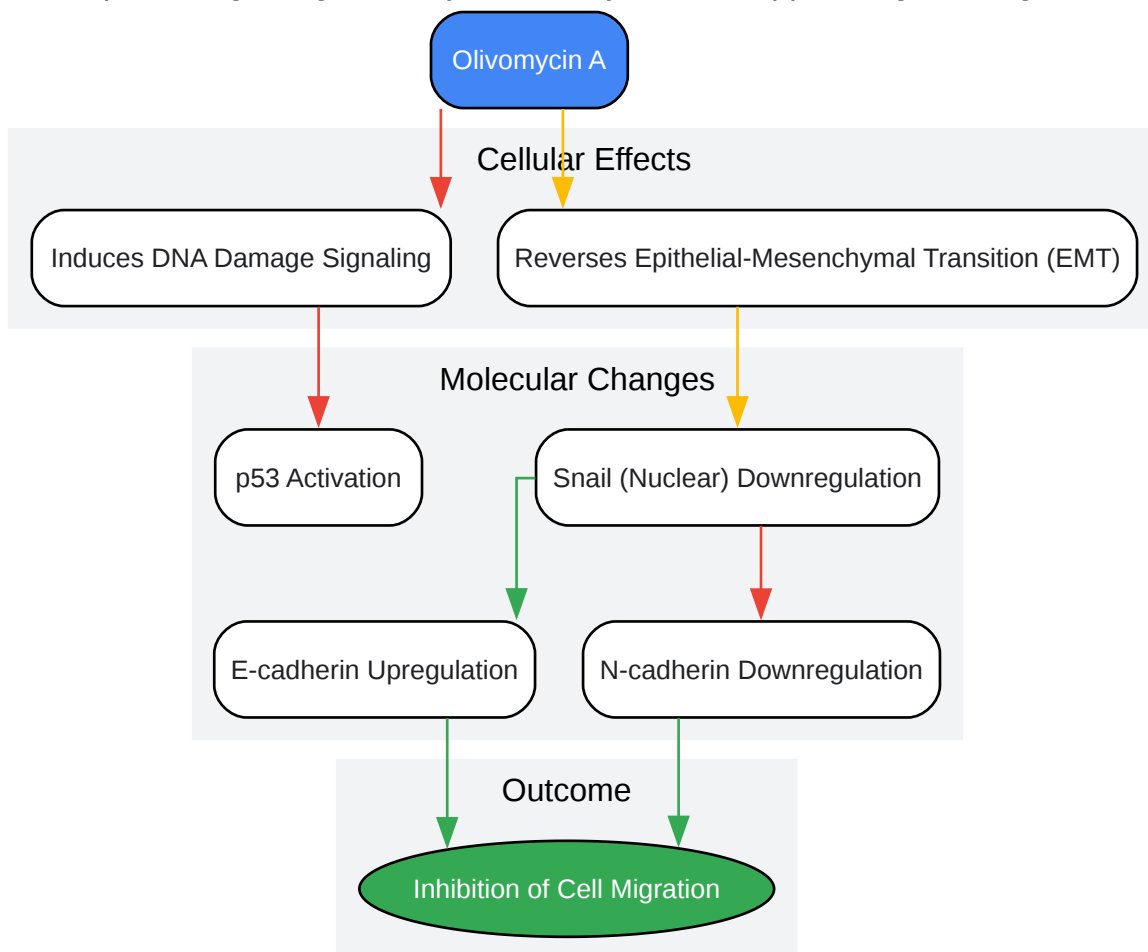 Olivomycin A
Cellular Effects
Induces DNA Damage Signaling
Reverses Epithelial-Mesenchymal Transition (EMT)
Molecular Changes
p53 Activation
Snail (Nuclear) Downregulation
E-cadherin Upregulation
N-cadherin Downregulation
Outcome
Inhibition of Cell Migration